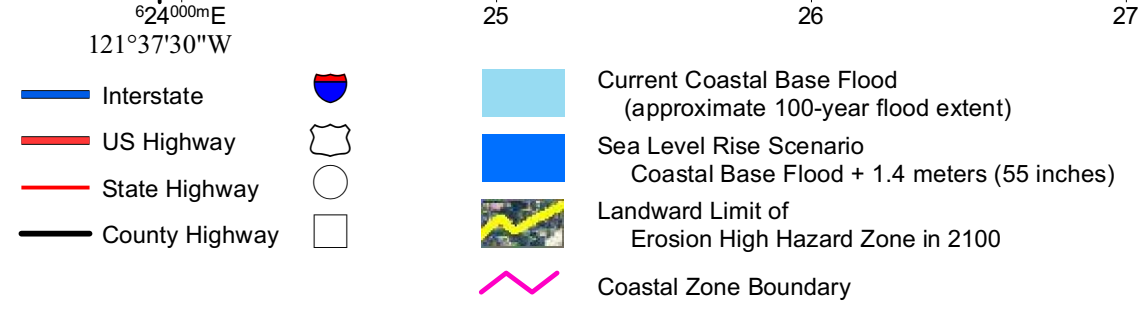 ⁶24⁰⁰⁰ᵐE 25 26 27
121°37'30"W
Interstate
US Highway
State Highway
County Highway
Current Coastal Base Flood
(approximate 100-year flood extent)
Sea Level Rise Scenario
Coastal Base Flood + 1.4 meters (55 inches)
Landward Limit of
Erosion High Hazard Zone in 2100
Coastal Zone Boundary